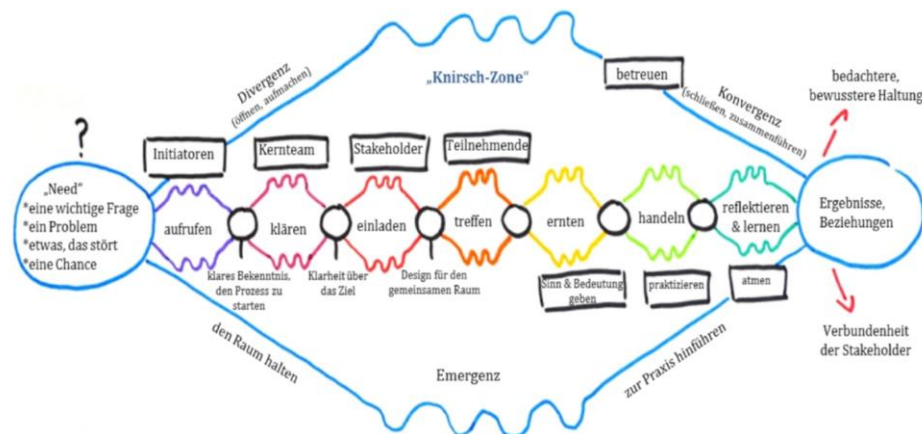 „Knirsch-Zone“
Divergenz
(öffnen, aufmachen)
betreuen
Konvergenz
(schließen, zusammenführen)
bedachtere,
bewusstere Haltung
?
Initiatoren
Kernteam
Stakeholder
Teilnehmende
„Need“
*eine wichtige Frage
*ein Problem
*etwas, das stört
*eine Chance
aufrufen
klären
einladen
treffen
ernten
handeln
reflektieren
& lernen
Ergebnisse,
Beziehungen
klares Bekenntnis,
den Prozess zu
starten
Klarheit über
das Ziel
Design für den
gemeinsamen Raum
Sinn & Bedeutung
geben
praktizieren
atmen
den Raum halten
Emergenz
zur Praxis hinführen
Verbundenheit
der Stakeholder